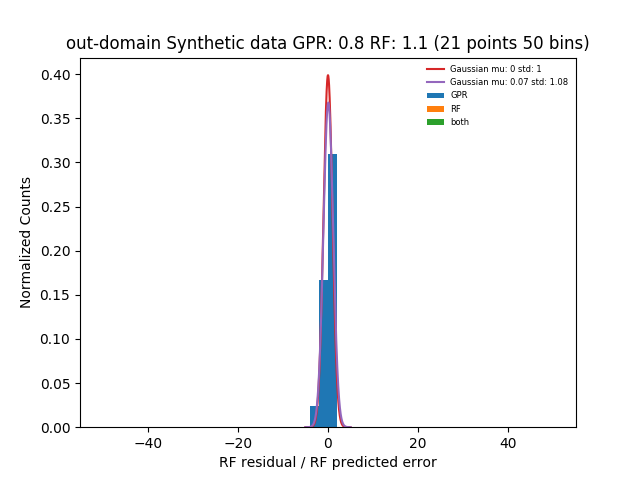 out-domain Synthetic data GPR: 0.8 RF: 1.1 (21 points 50 bins)
Gaussian mu: 0 std: 1
Gaussian mu: 0.07 std: 1.08
GPR
RF
both
Normalized Counts
0.40
0.35
0.30
0.25
0.20
0.15
0.10
0.05
0.00
−40
−20
0
20
40
RF residual / RF predicted error